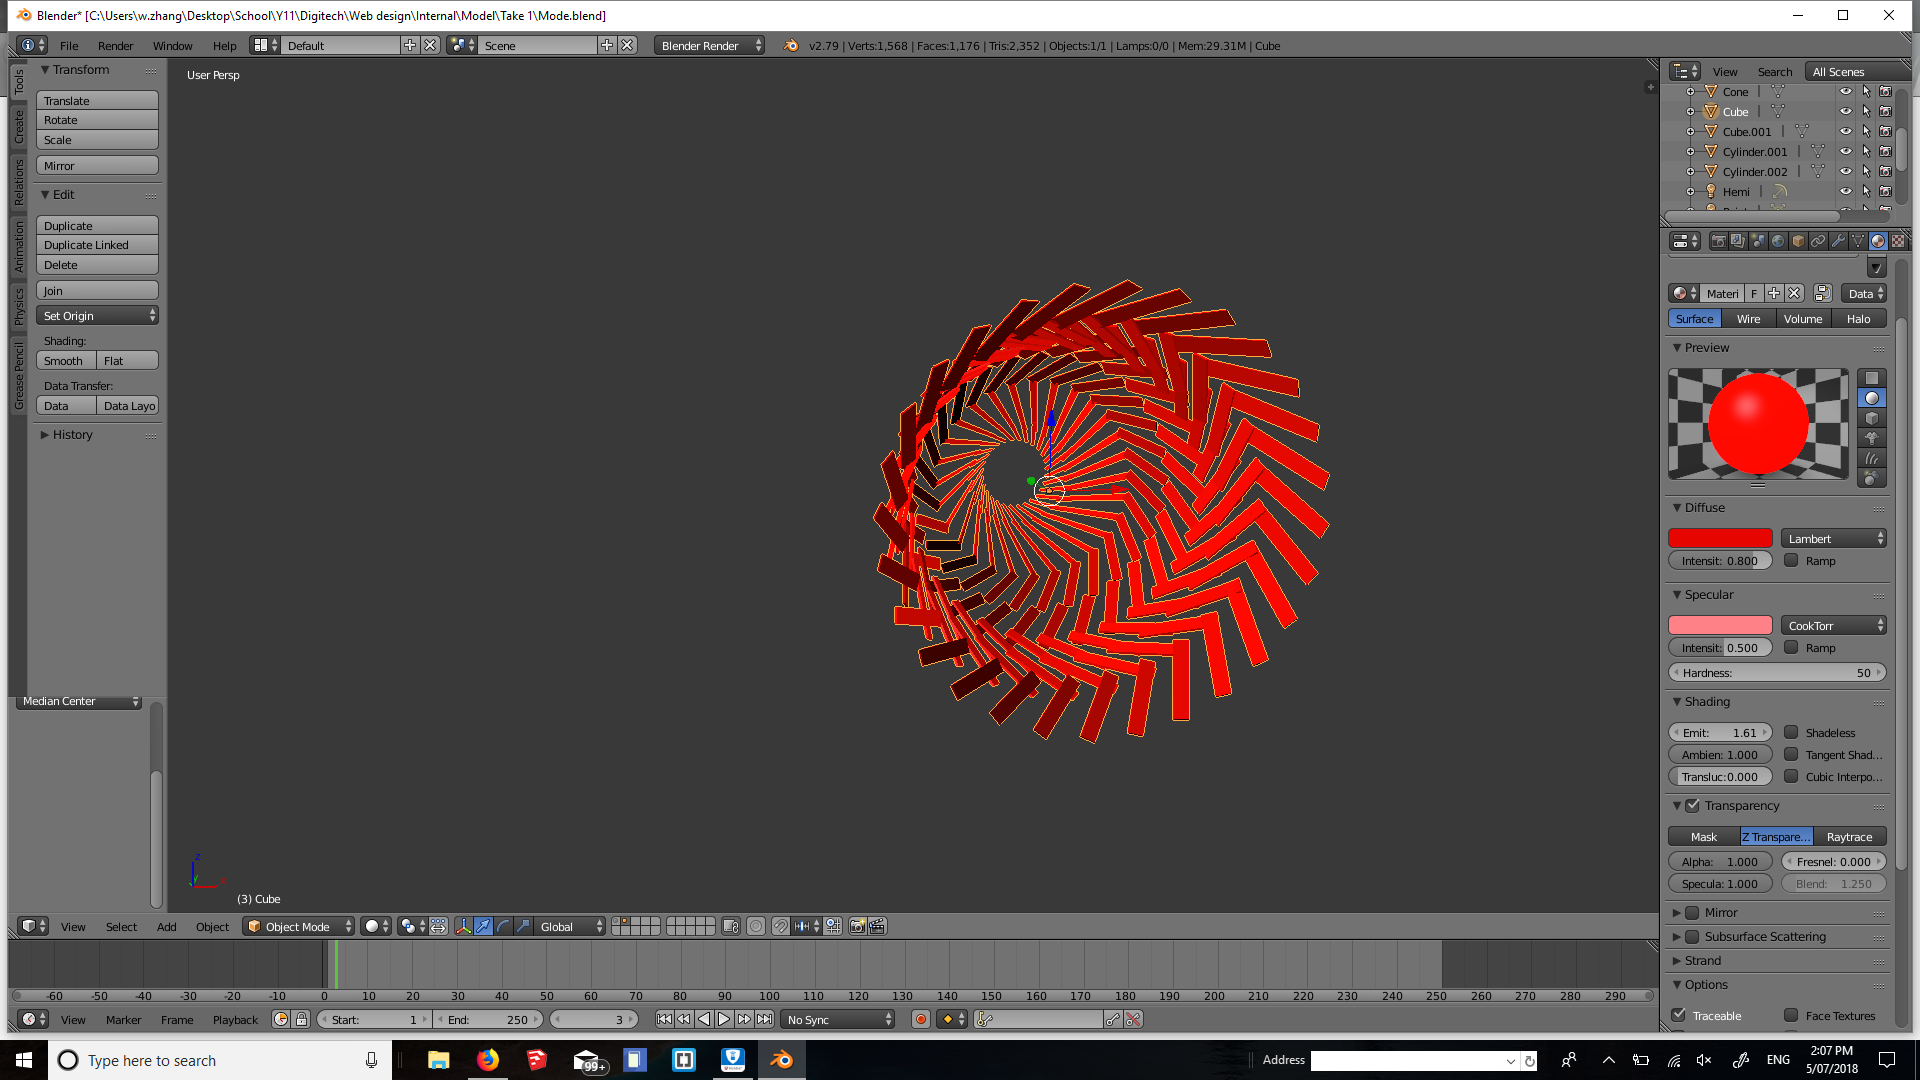 Blender* [C:\Users\w.zhang\Desktop\School\Y11\Digitech\Web design\Internal\Model\Take 1\Mode.blend]
File Render Window Help Default Scene Blender Render v2.79 | Verts:1,568 | Faces:1,176 | Tris:2,352 | Objects:1/1 | Lamps:0/0 | Mem:29.31M | Cube
Tools
Create
Relations
Animation
Physics
Grease Pencil
Transform
Translate
Rotate
Scale
Mirror
Edit
Duplicate
Duplicate Linked
Delete
Join
Set Origin
Shading:
Smooth Flat
Data Transfer:
Data Data Layo
History
Median Center
User Persp
(3) Cube
View Search All Scenes
Cone
Cube
Cube.001
Cylinder.001
Cylinder.002
Hemi
Materi F Data
Surface Wire Volume Halo
Preview
Diffuse
Lambert
Intensit: 0.800 Ramp
Specular
CookTorr
Intensit: 0.500 Ramp
Hardness: 50
Shading
Emit: 1.61 Shadeless
Ambien: 1.000 Tangent Shad...
Transluc:0.000 Cubic Interpo...
Transparency
Mask Z Transpare... Raytrace
Alpha: 1.000 Fresnel: 0.000
Specula: 1.000 Blend: 1.250
Mirror
Subsurface Scattering
Strand
Options
Traceable Face Textures
View Select Add Object Object Mode Global
-60 -50 -40 -30 -20 -10 0 10 20 30 40 50 60 70 80 90 100 110 120 130 140 150 160 170 180 190 200 210 220 230 240 250 260 270 280 290
View Marker Frame Playback Start: 1 End: 250 3 No Sync
Type here to search 99+ Address ENG 2:07 PM
5/07/2018